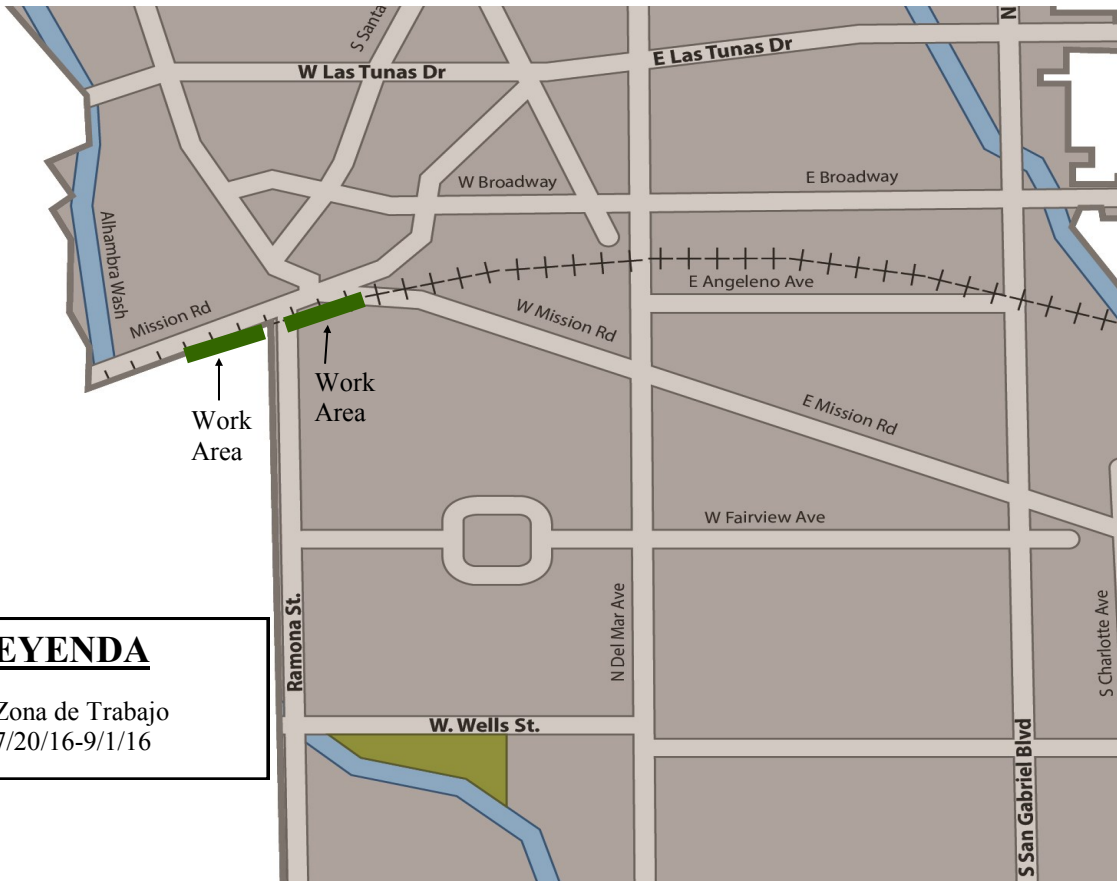 S Santa
N
E Las Tunas Dr
W Las Tunas Dr
W Broadway
E Broadway
Alhambra Wash
E Angeleno Ave
Mission Rd
W Mission Rd
Work
Area
Work
Area
E Mission Rd
W Fairview Ave
N Del Mar Ave
S Charlotte Ave
Ramona St.
EYENDA
Zona de Trabajo
7/20/16-9/1/16
W. Wells St.
S San Gabriel Blvd